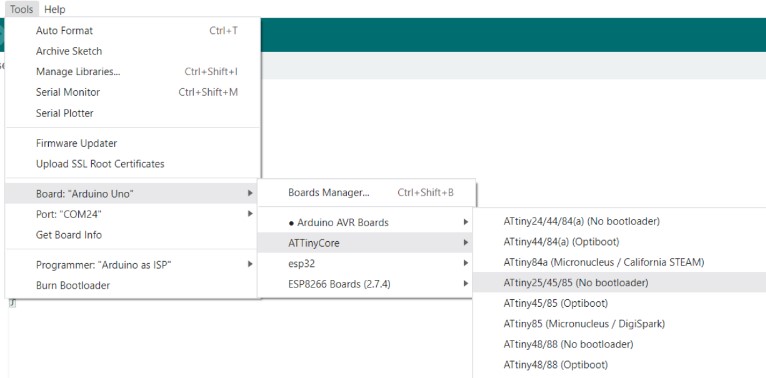 Tools Help
Auto Format Ctrl+T
Archive Sketch
Manage Libraries... Ctrl+Shift+I
Serial Monitor Ctrl+Shift+M
Serial Plotter
Firmware Updater
Upload SSL Root Certificates
Board: "Arduino Uno"
Port: "COM24"
Get Board Info
Programmer: "Arduino as ISP"
Burn Bootloader
Boards Manager... Ctrl+Shift+B
● Arduino AVR Boards
ATTinyCore
esp32
ESP8266 Boards (2.7.4)
ATtiny24/44/84(a) (No bootloader)
ATtiny44/84(a) (Optiboot)
ATtiny84a (Micronucleus / California STEAM)
ATtiny25/45/85 (No bootloader)
ATtiny45/85 (Optiboot)
ATtiny85 (Micronucleus / DigiSpark)
ATtiny48/88 (No bootloader)
ATtiny48/88 (Optiboot)